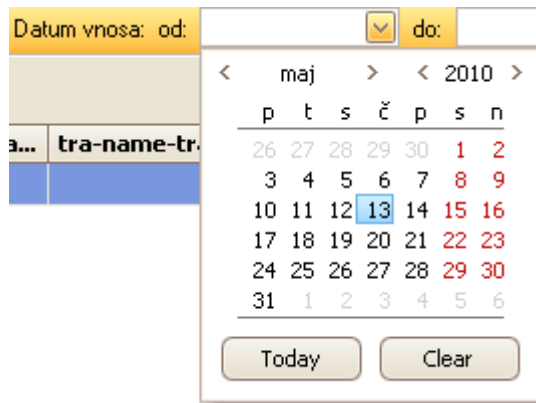 Datum vnosa: od: do:
< maj > < 2010 >
p t s č p s n
a... tra-name-tr
26 27 28 29 30 1 2
3 4 5 6 7 8 9
10 11 12 13 14 15 16
17 18 19 20 21 22 23
24 25 26 27 28 29 30
31 1 2 3 4 5 6
Today Clear